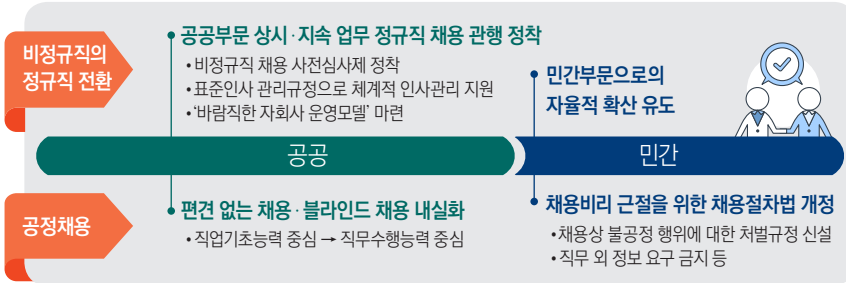 비정규직의
정규직 전환
공공부문 상시·지속 업무 정규직 채용 관행 정착
• 비정규직 채용 사전심사제 정착
• 표준인사 관리규정으로 체계적 인사관리 지원
• ‘바람직한 자회사 운영모델’ 마련
민간부문으로의
자율적 확산 유도
공공
민간
공정채용
편견 없는 채용·블라인드 채용 내실화
• 직업기초능력 중심 → 직무수행능력 중심
채용비리 근절을 위한 채용절차법 개정
• 채용상 불공정 행위에 대한 처벌규정 신설
• 직무 외 정보 요구 금지 등